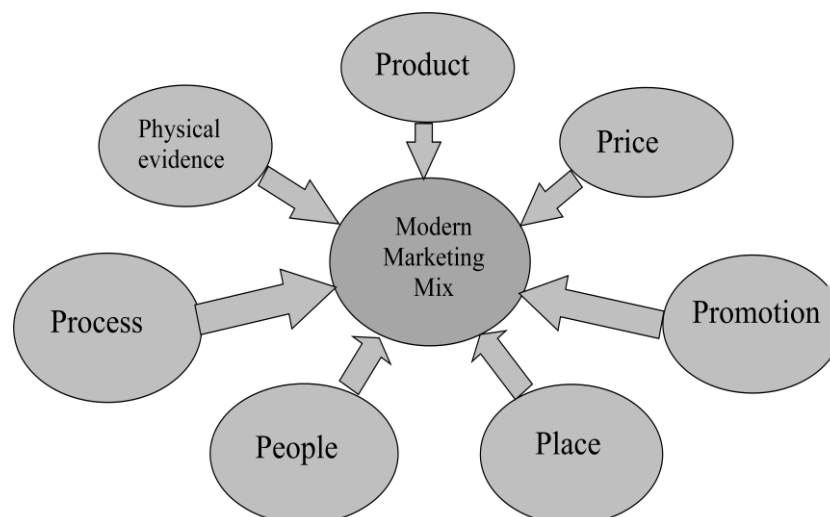 Product
Physical
evidence
Price
Modern
Marketing
Mix
Process
Promotion
People
Place